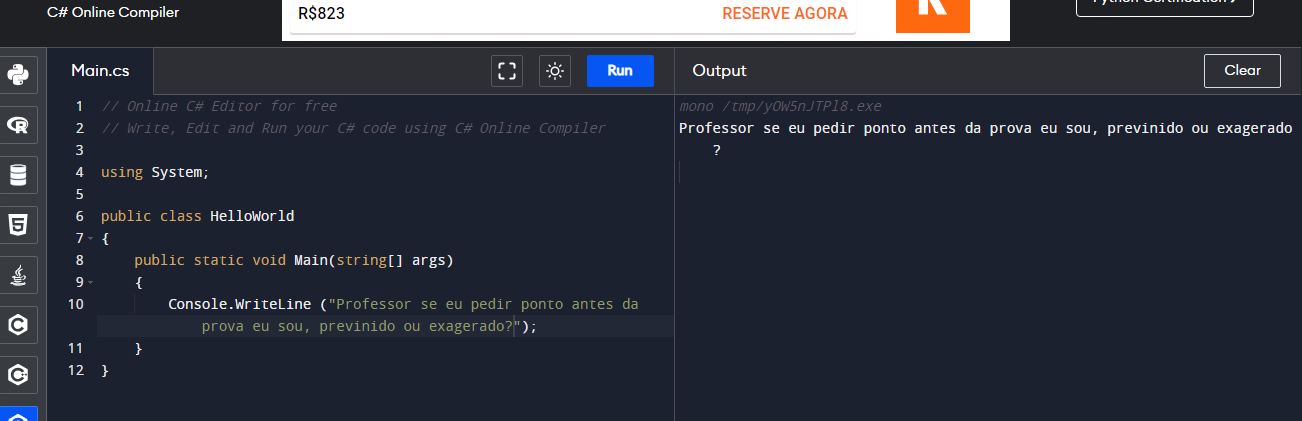 C# Online Compiler
R$823
RESERVE AGORA
Python Certification
Main.cs
Run
Output
Clear
1 // Online C# Editor for free
2 // Write, Edit and Run your C# code using C# Online Compiler
3
4 using System;
5
6 public class HelloWorld
7 {
8 public static void Main(string[] args)
9 {
10 Console.WriteLine ("Professor se eu pedir ponto antes da
prova eu sou, previnido ou exagerado?");
11 }
12 }
mono /tmp/yOW5nJTPl8.exe
Professor se eu pedir ponto antes da prova eu sou, previnido ou exagerado
?